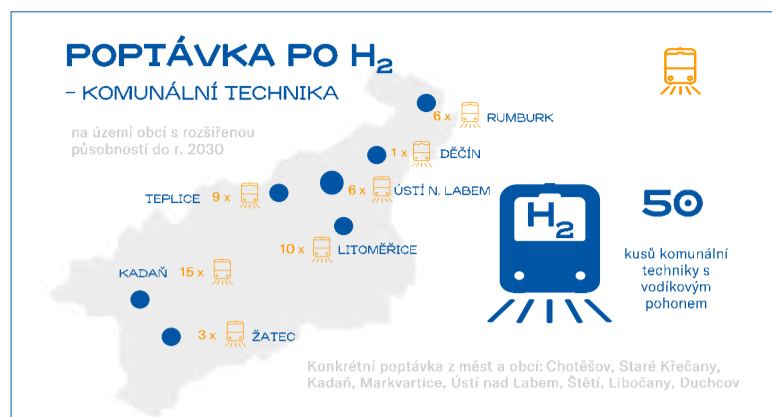 POPTÁVKA PO H₂
– KOMUNÁLNÍ TECHNIKA
na území obcí s rozšířenou
působností do r. 2030
6 x RUMBURK
1 x DĚČÍN
TEPLICE 9 x
6 x ÚSTÍ N. LABEM
10 x LITOMĚŘICE
KADAŇ 15 x
3 x ŽATEC
H₂
50
kusů komunální
techniky s
vodíkovým
pohonem
Konkrétní poptávka z měst a obcí: Chotěšov, Staré Křečany,
Kadaň, Markvartice, Ústí nad Labem, Štětí, Libočany, Duchcov